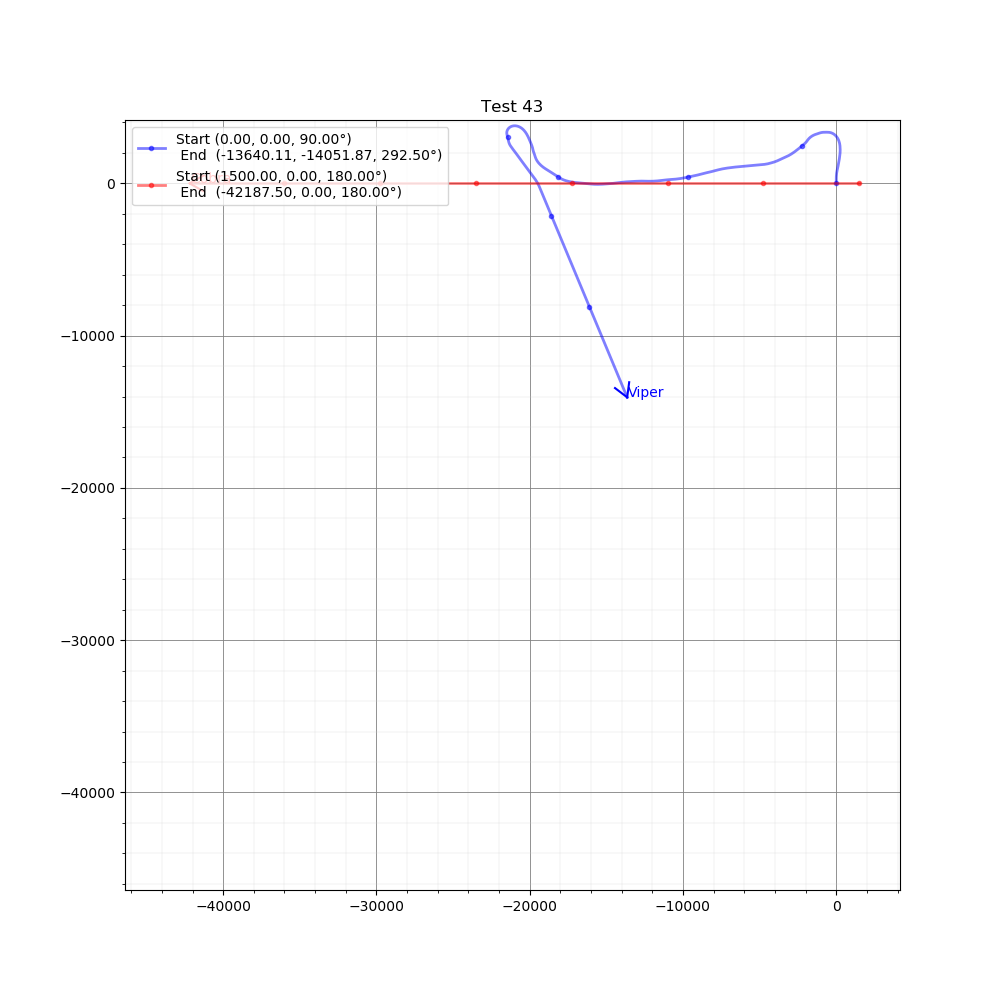 Test 43
Start (0.00, 0.00, 90.00°)
End (-13640.11, -14051.87, 292.50°)
Start (1500.00, 0.00, 180.00°)
End (-42187.50, 0.00, 180.00°)
0
−10000
Viper
−20000
−30000
−40000
−40000 −30000 −20000 −10000 0